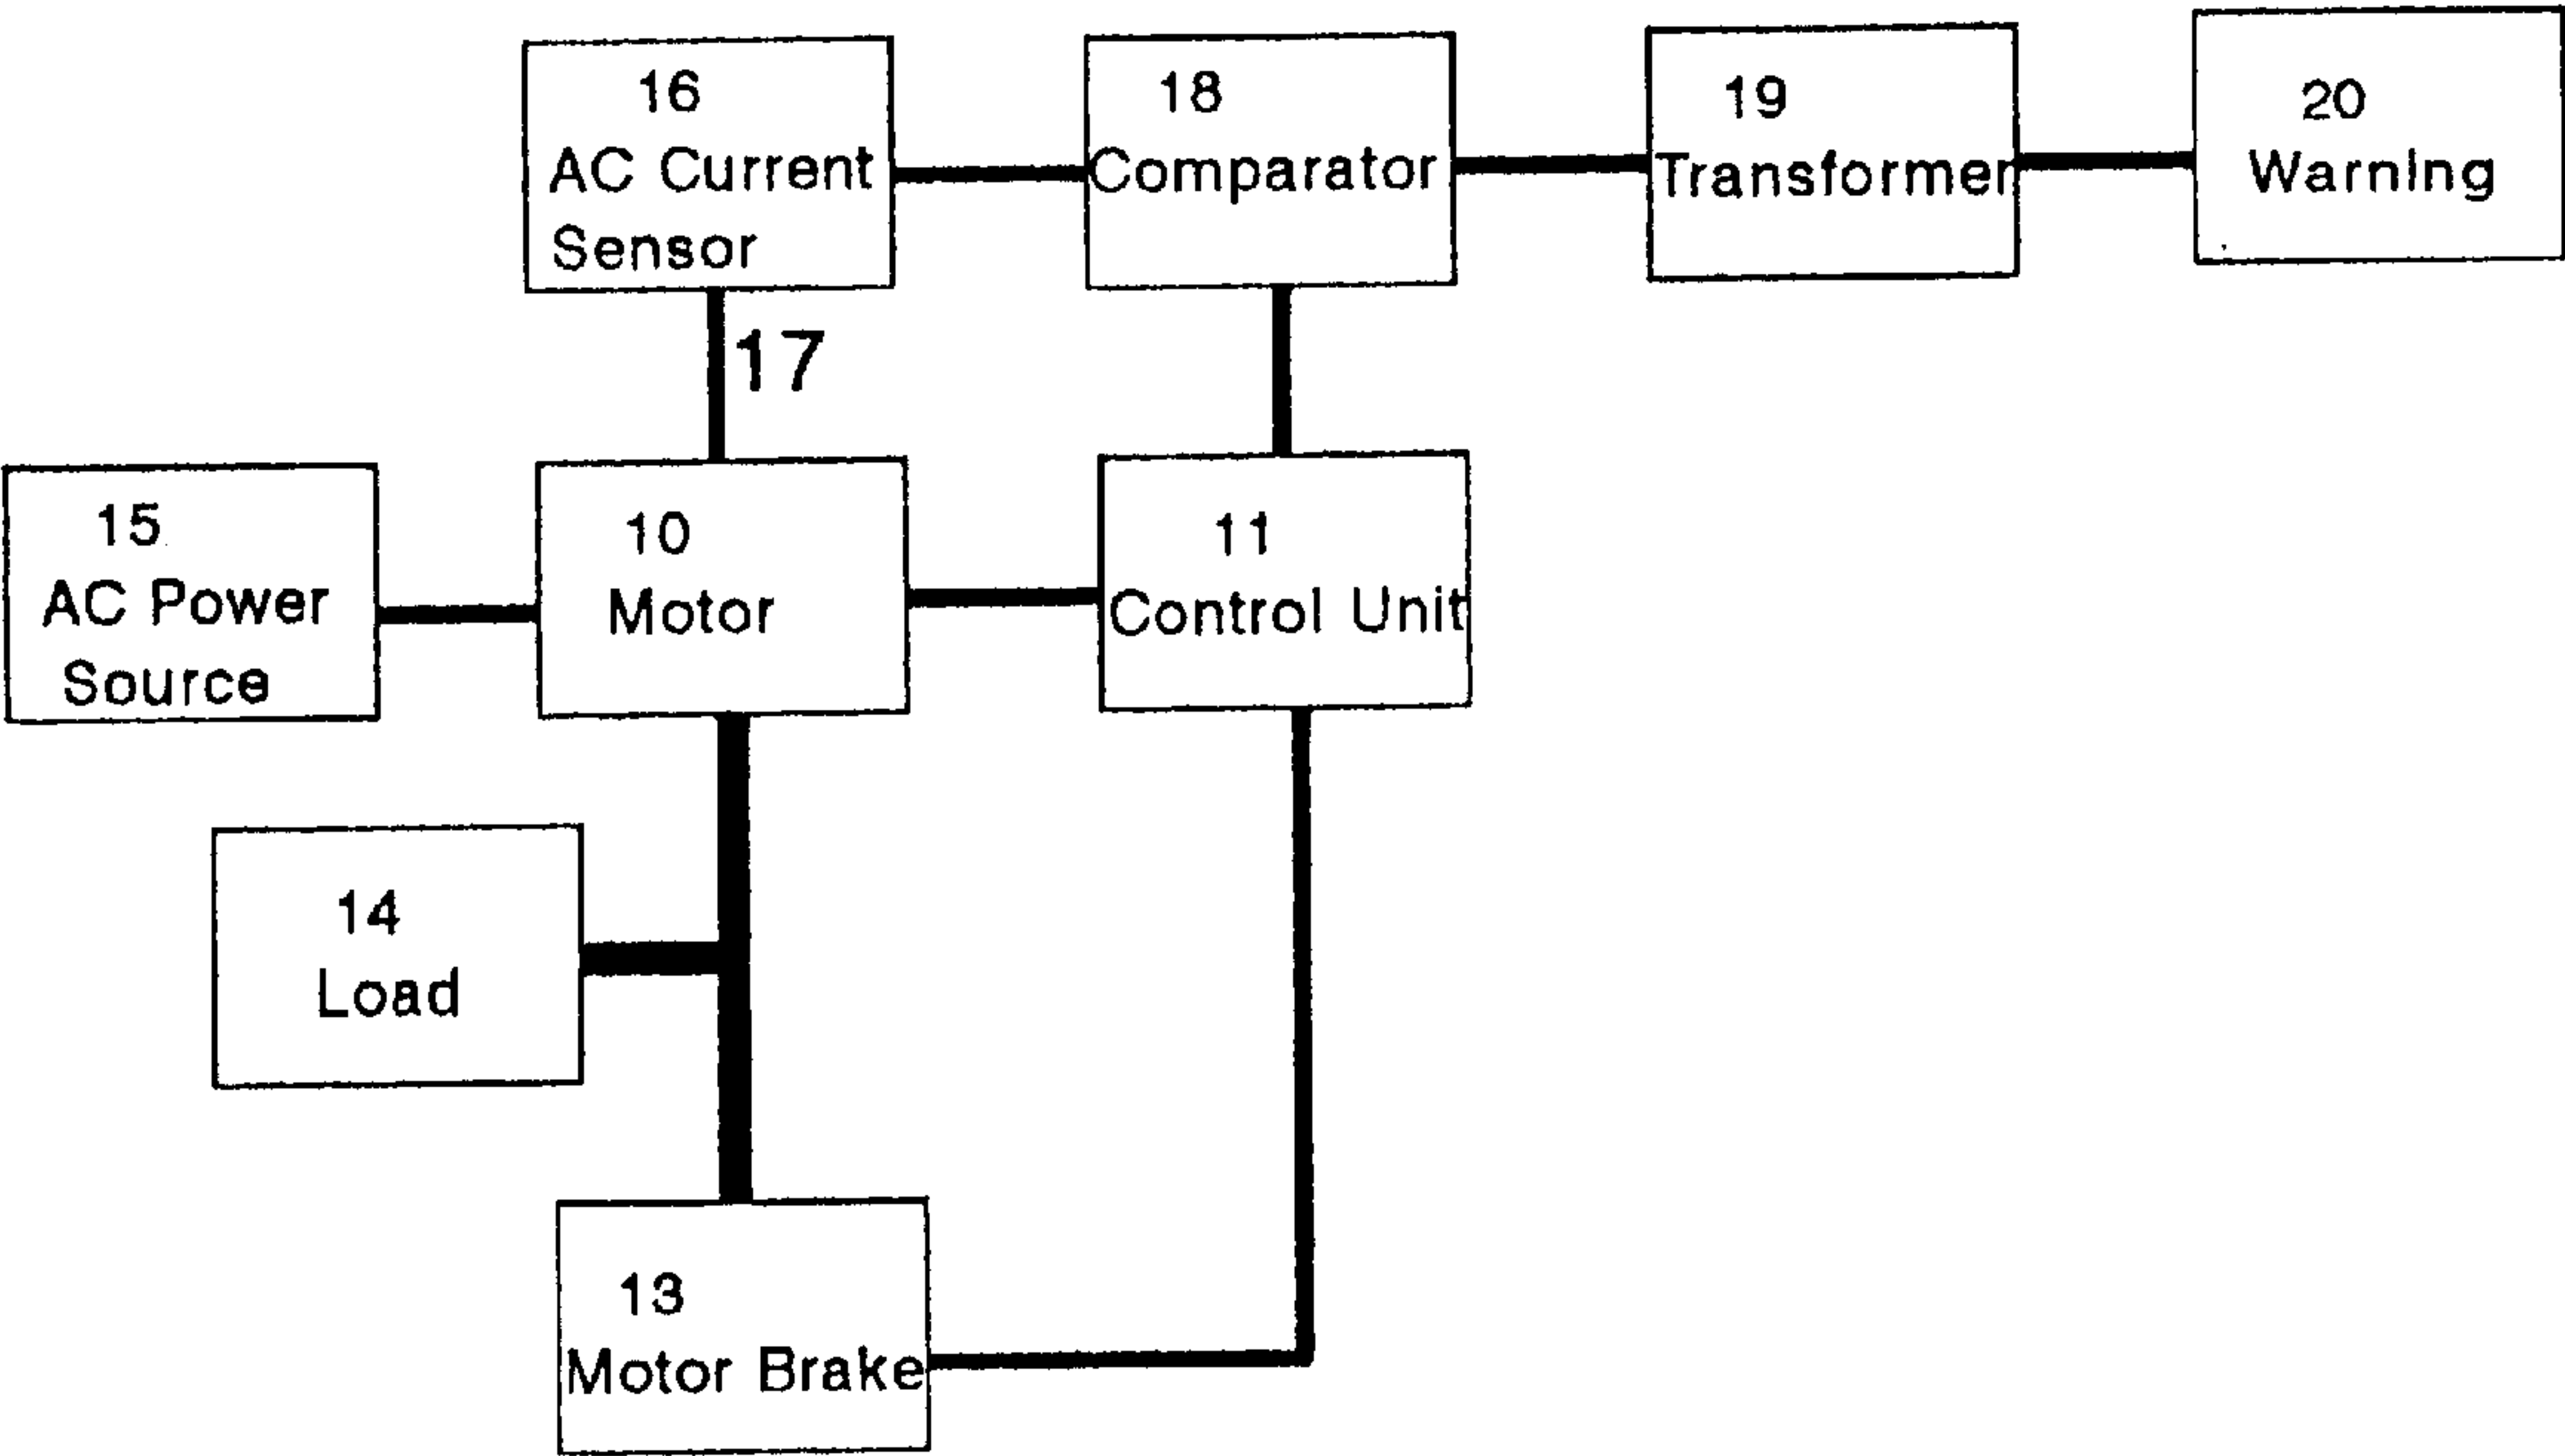 16
AC Current
Sensor
18
Comparator
19
Transformer
20
Warning
17
15
AC Power
Source
10
Motor
11
Control Unit
14
Load
13
Motor Brake